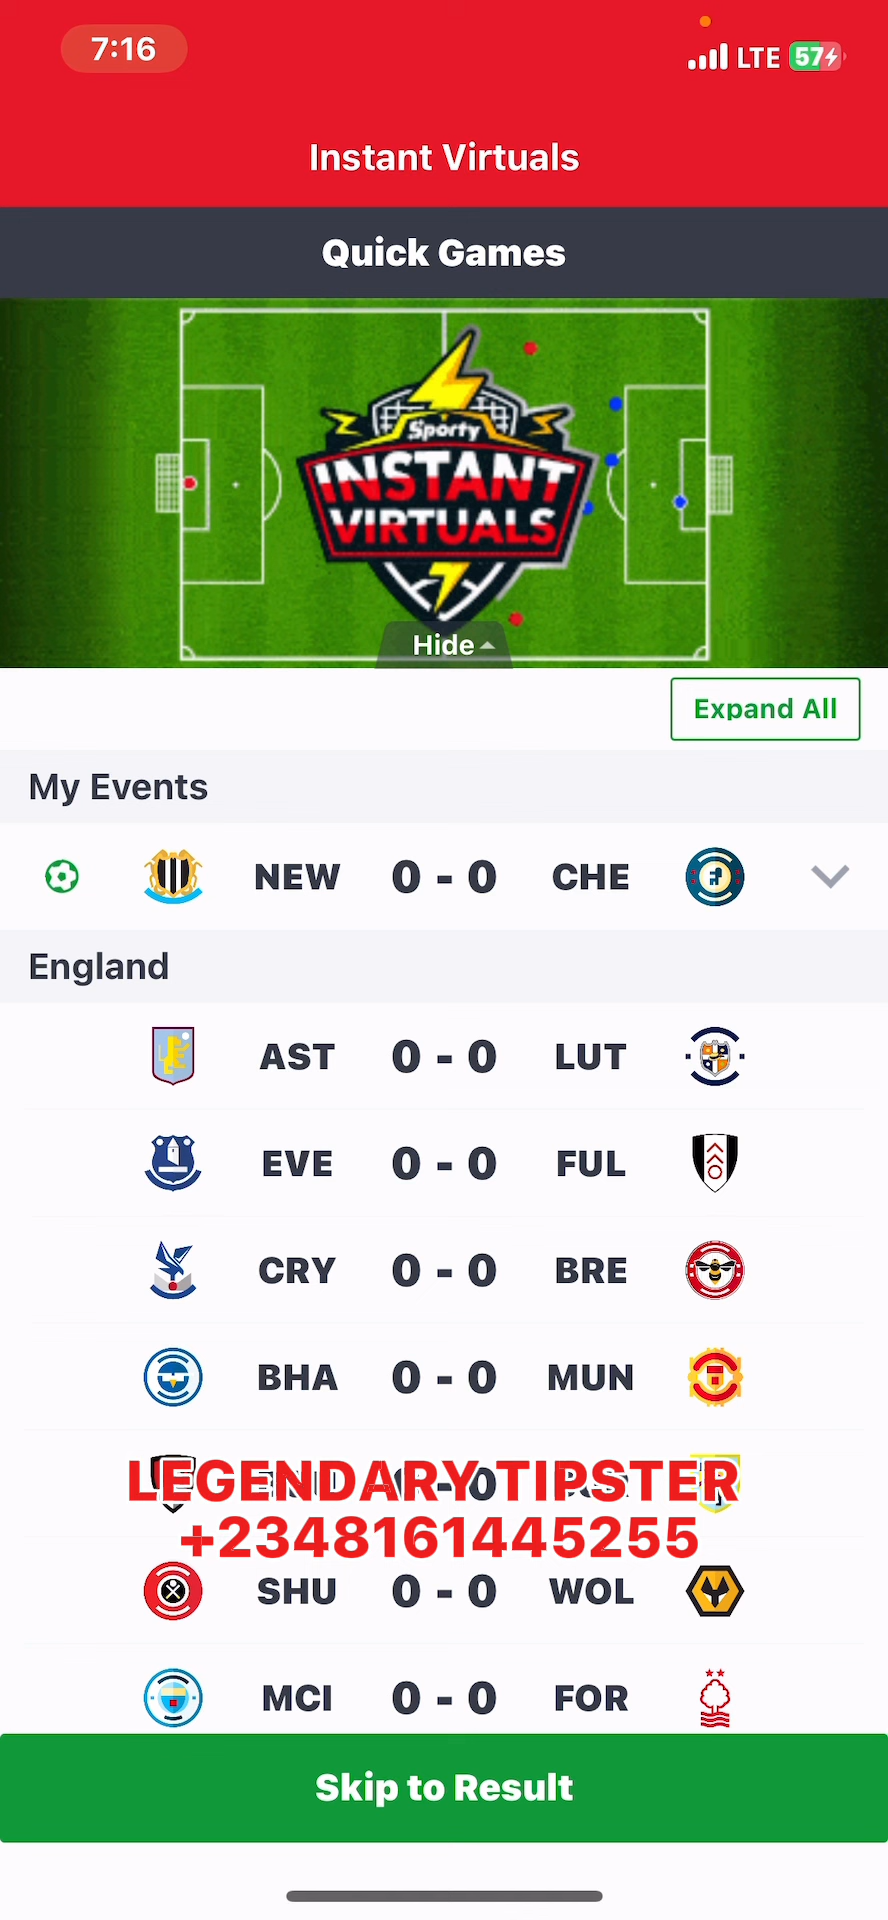 7:16
LTE 57
Instant Virtuals
Quick Games
Sporty
INSTANT
VIRTUALS
Hide
Expand All
My Events
NEW 0 - 0 CHE
England
AST 0 - 0 LUT
EVE 0 - 0 FUL
CRY 0 - 0 BRE
BHA 0 - 0 MUN
LEGENDARY TIPSTER
+2348161445255
SHU 0 - 0 WOL
MCI 0 - 0 FOR
Skip to Result